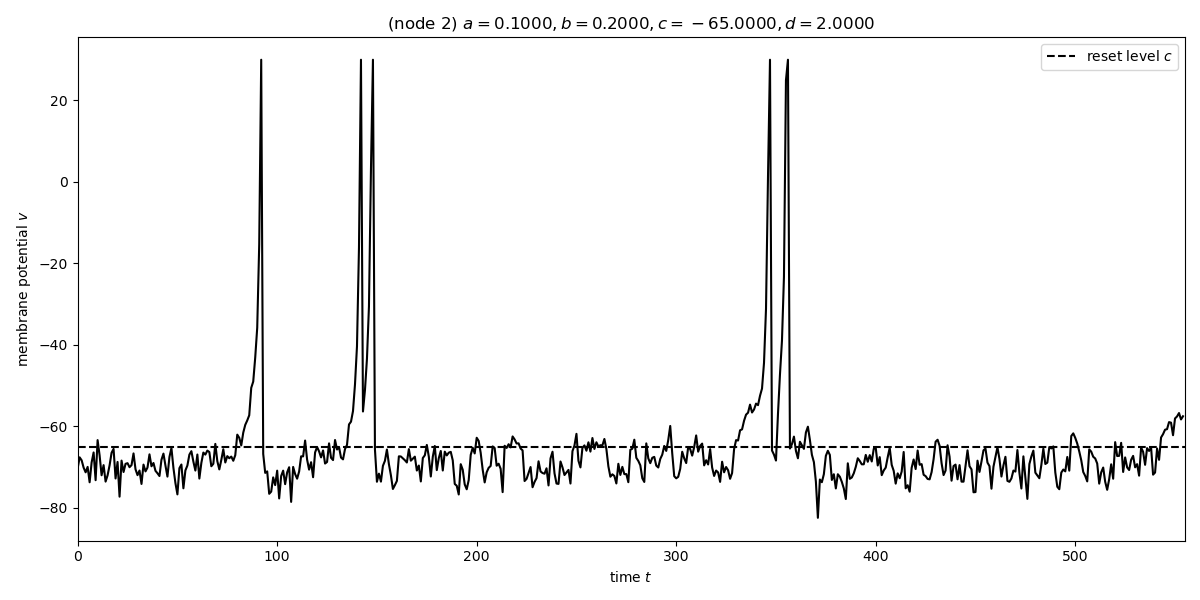 (node 2) a = 0.1000, b = 0.2000, c = −65.0000, d = 2.0000
reset level c
membrane potential v
20
0
−20
−40
−60
−80
0 100 200 300 400 500
time t